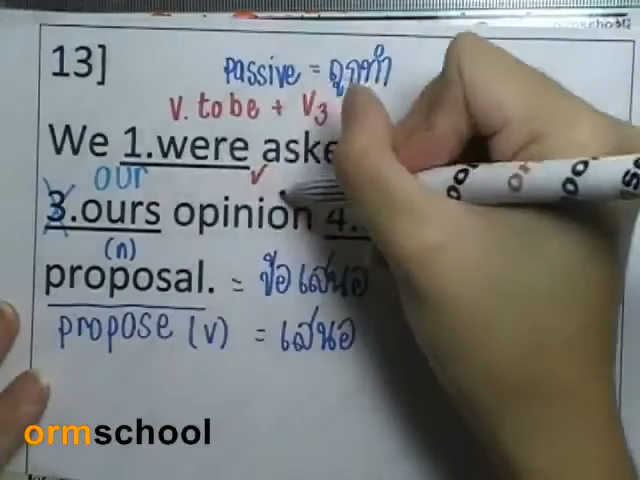 ormschool
13]
passive = ถูกทำ
V. to be + V3
We 1.were aske
our
3.ours opinion 4.
(n)
proposal. = ข้อเสนอ
propose (v) = เสนอ
ormschool